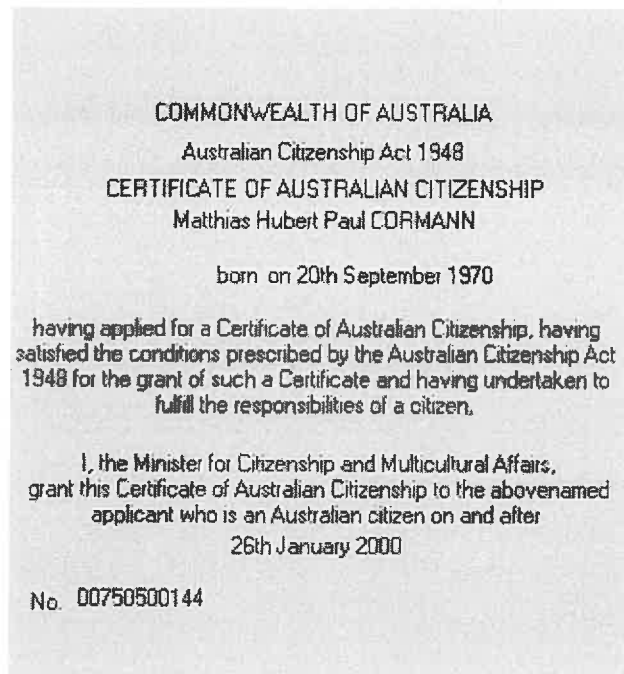 COMMONWEALTH OF AUSTRALIA
Australian Citizenship Act 1948
CERTIFICATE OF AUSTRALIAN CITIZENSHIP
Matthias Hubert Paul CORMANN
born on 20th September 1970
having applied for a Certificate of Australian Citizenship, having
satisfied the conditions prescribed by the Australian Citizenship Act
1948 for the grant of such a Certificate and having undertaken to
fulfill the responsibilities of a citizen,
I, the Minister for Citizenship and Multicultural Affairs,
grant this Certificate of Australian Citizenship to the abovenamed
applicant who is an Australian citizen on and after
26th January 2000
No. 00750500144